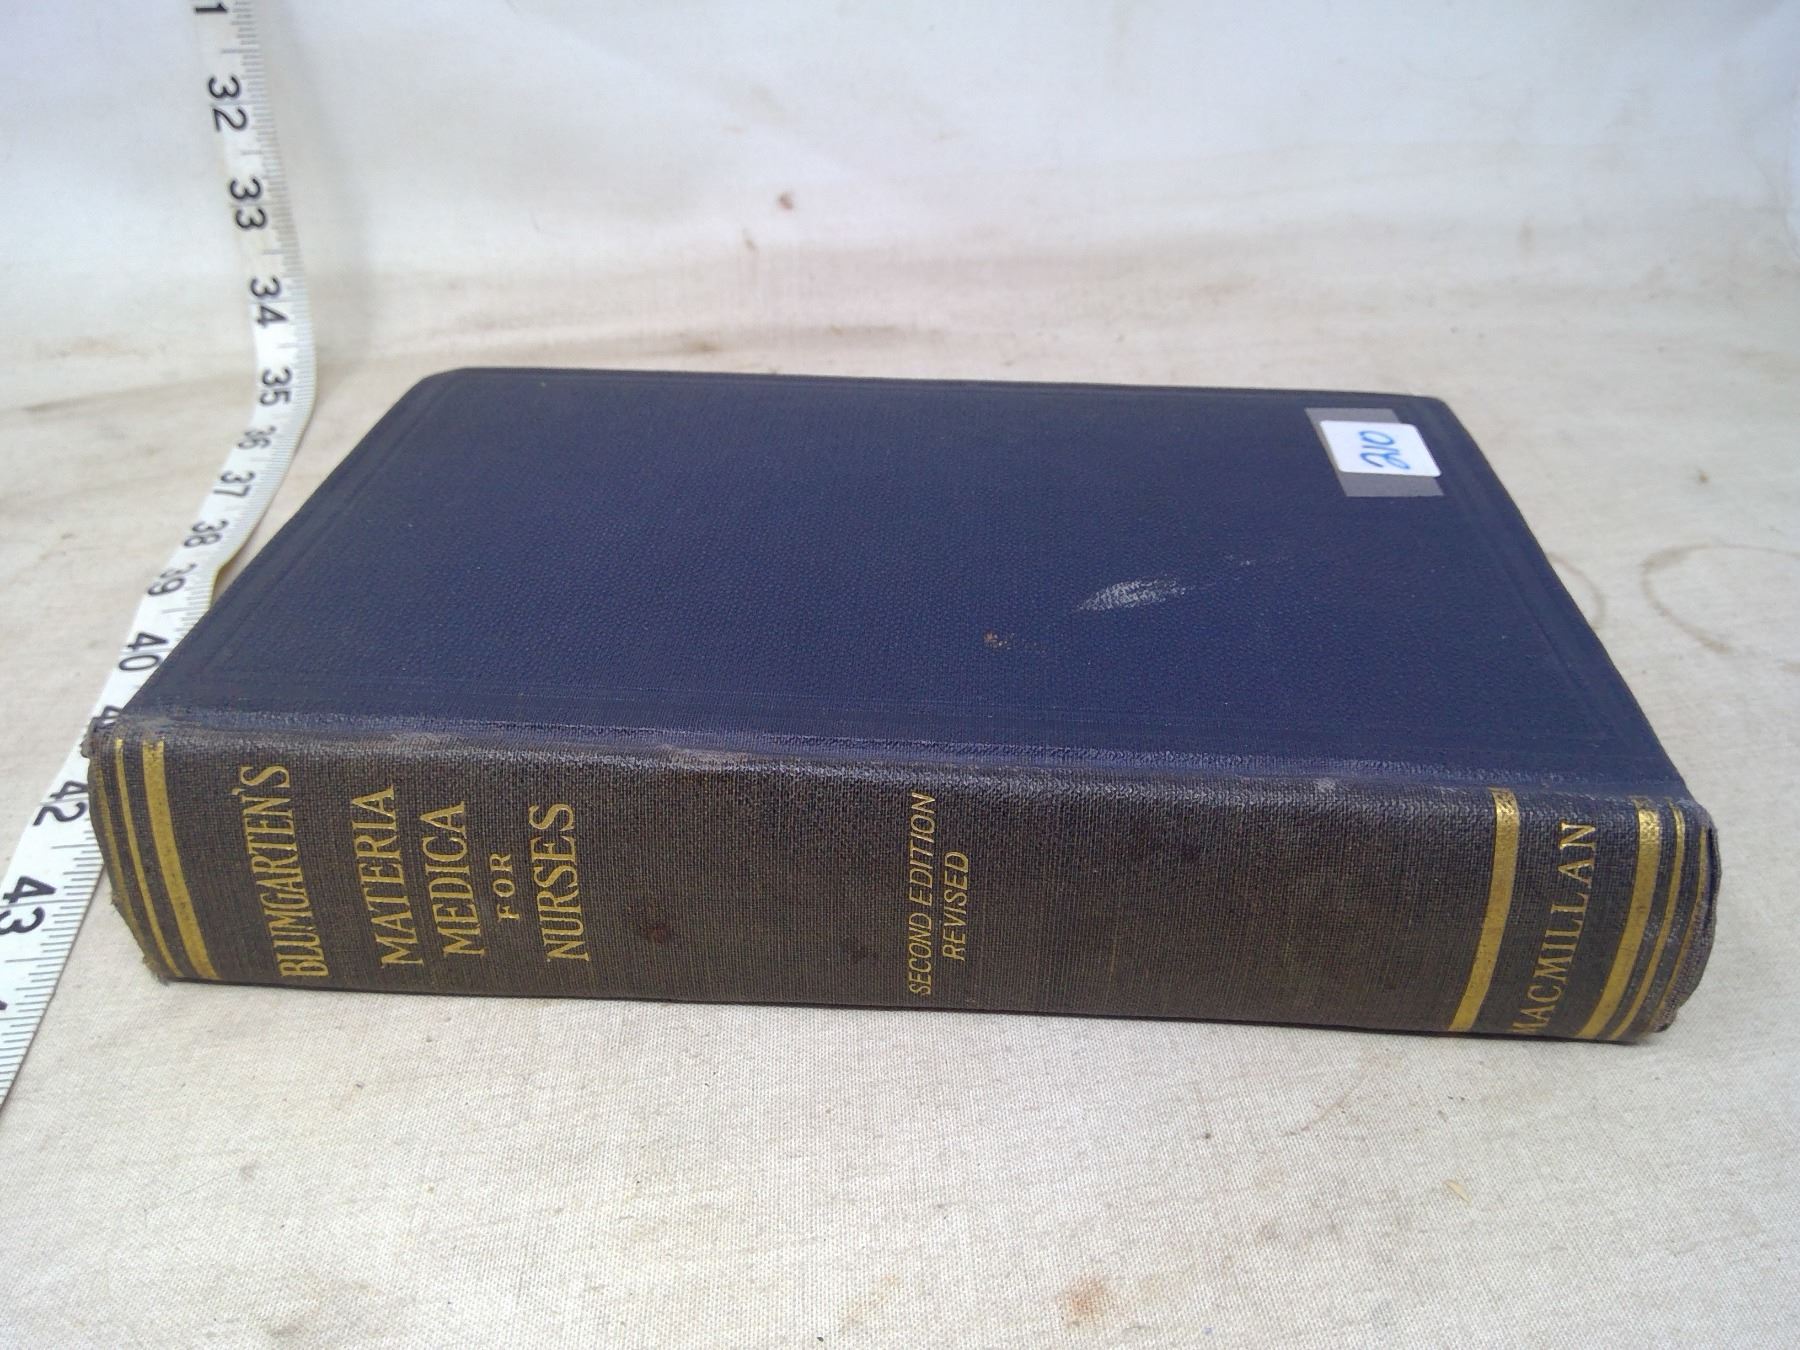 BLUMGARTEN'S
MATERIA
MEDICA
FOR
NURSES
SECOND EDITION
REVISED
MACMILLAN
210
32
33
34
35
36
37
38
39
40
42
43